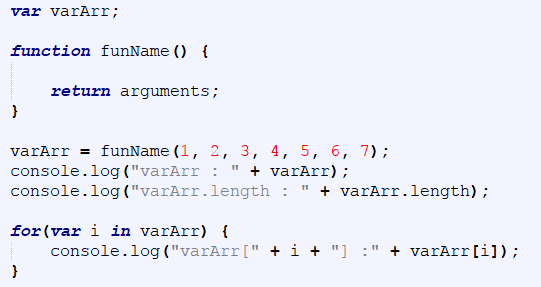 var varArr;
function funName() {
return arguments;
}
varArr = funName(1, 2, 3, 4, 5, 6, 7);
console.log("varArr : " + varArr);
console.log("varArr.length : " + varArr.length);
for(var i in varArr) {
console.log("varArr[" + i + "] :" + varArr[i]);
}